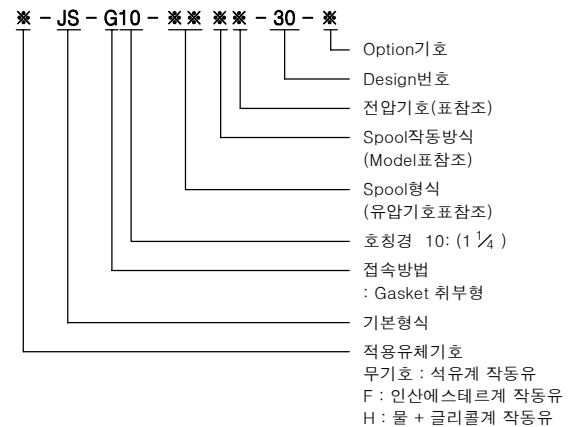 ※ - JS - G10 - ※※ ※※ - 30 - ※
Option기호
Design번호
전압기호(표참조)
Spool작동방식
(Model표참조)
Spool형식
(유압기호표참조)
호칭경 10: (1 1/4 )
접속방법
: Gasket 취부형
기본형식
적용유체기호
무기호 : 석유계 작동유
F : 인산에스테르계 작동유
H : 물 + 글리콜계 작동유